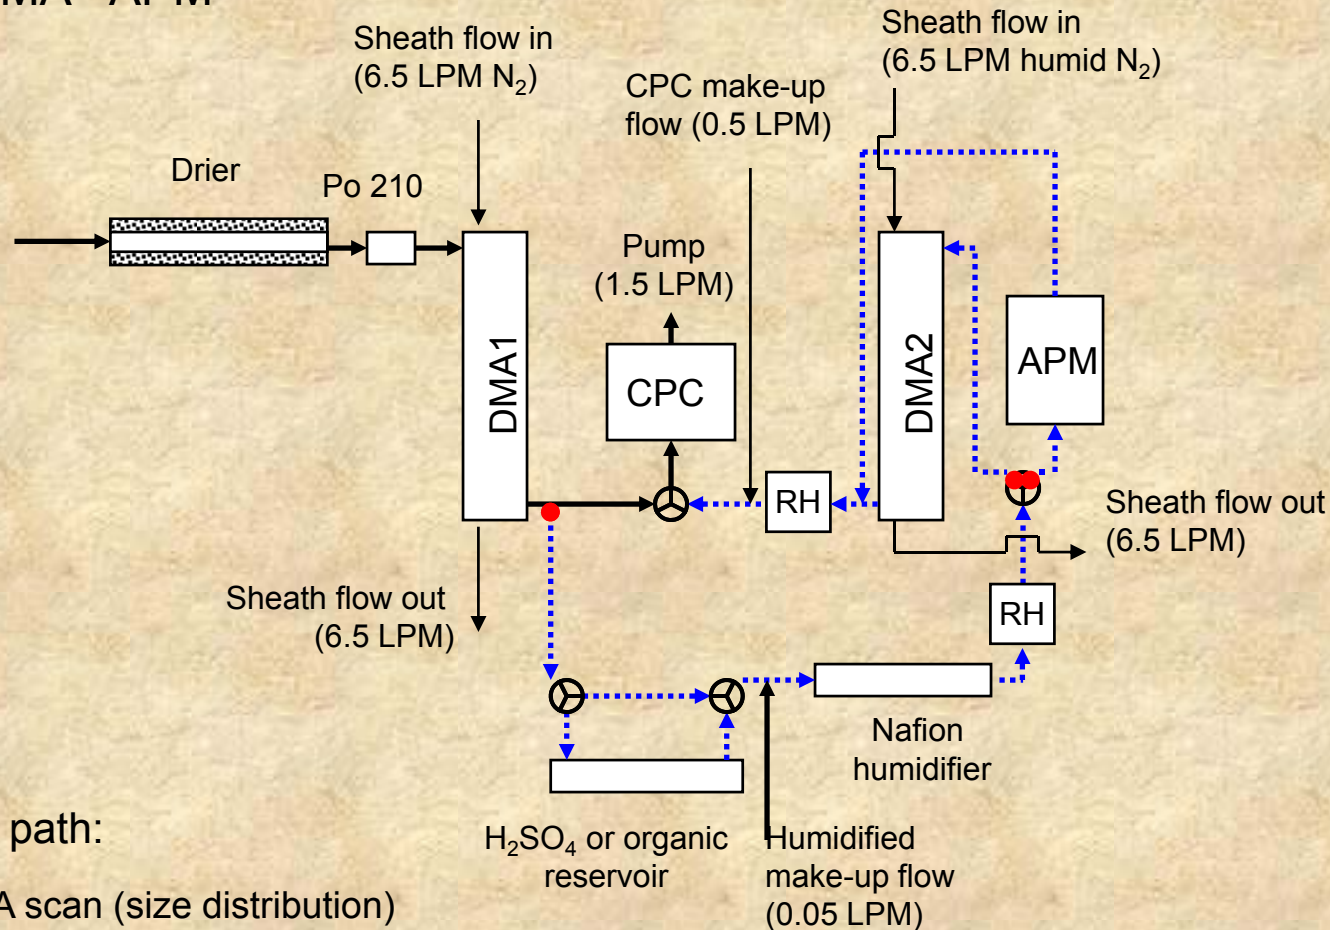 APM
Sheath flow in
(6.5 LPM N₂)
Sheath flow in
(6.5 LPM humid N₂)
CPC make-up
flow (0.5 LPM)
Drier
Po 210
Pump
(1.5 LPM)
DMA1
CPC
DMA2
APM
RH
Sheath flow out
(6.5 LPM)
Sheath flow out
(6.5 LPM)
RH
Nafion
humidifier
path:
H₂SO₄ or organic
reservoir
Humidified
make-up flow
(0.05 LPM)
scan (size distribution)